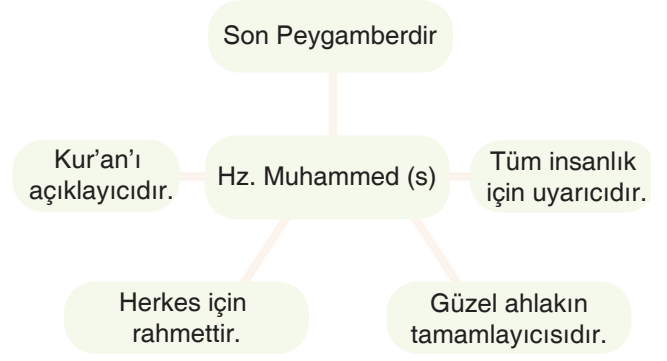 Son Peygamberdir
Kur’an’ı
açıklayıcıdır.
Hz. Muhammed (s)
Tüm insanlık
için uyarıcıdır.
Herkes için
rahmettir.
Güzel ahlakın
tamamlayıcısıdır.